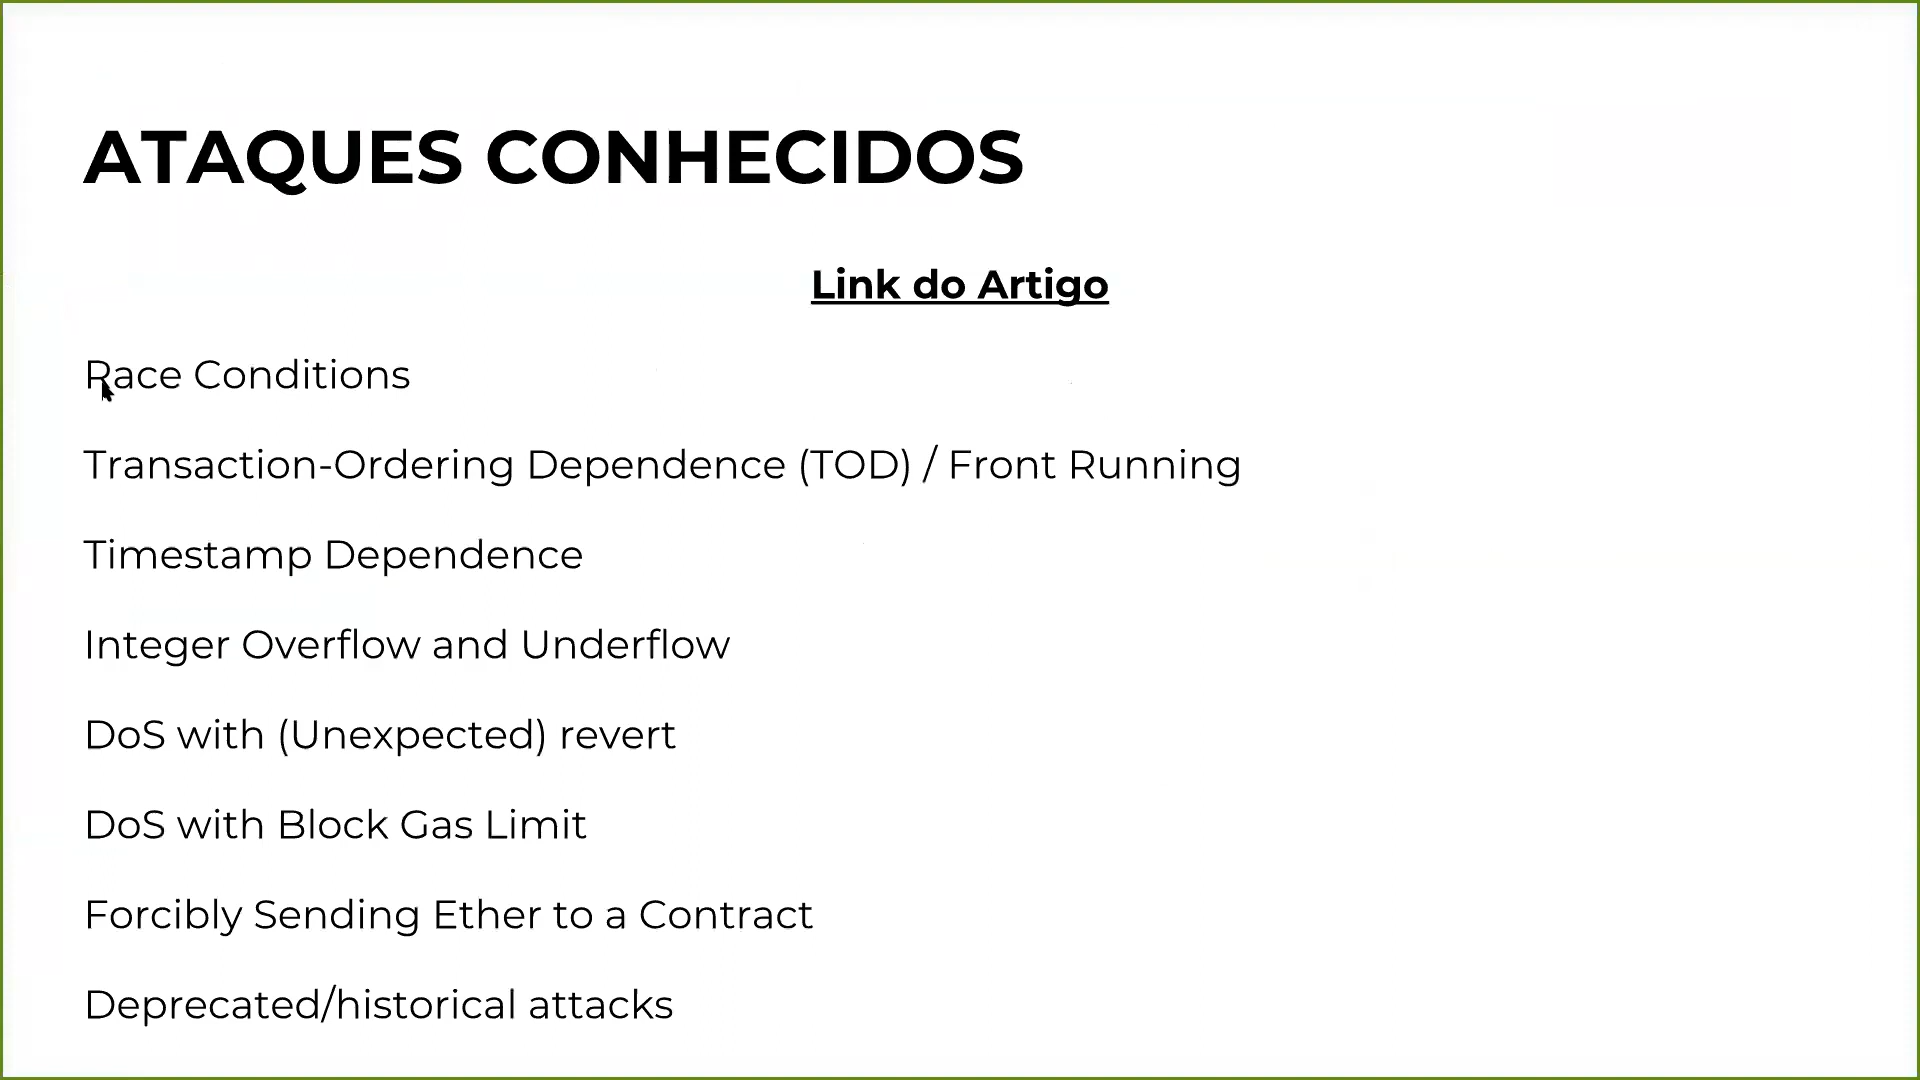 ATAQUES CONHECIDOS
Link do Artigo
Race Conditions
Transaction-Ordering Dependence (TOD) / Front Running
Timestamp Dependence
Integer Overflow and Underflow
DoS with (Unexpected) revert
DoS with Block Gas Limit
Forcibly Sending Ether to a Contract
Deprecated/historical attacks